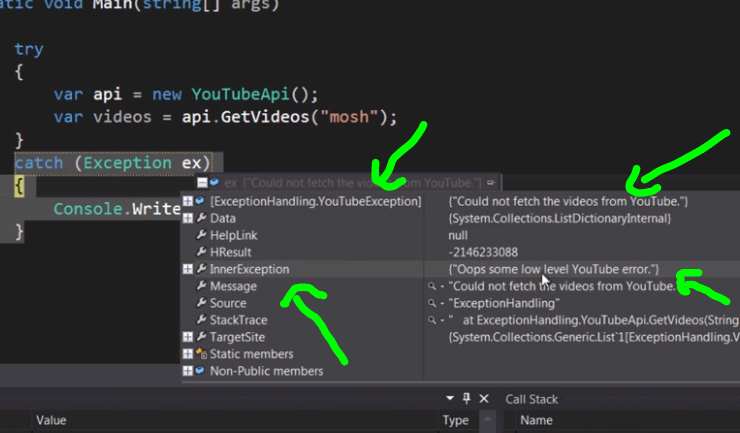 static void Main(string[] args)
try
{
var api = new YouTubeApi();
var videos = api.GetVideos("mosh");
}
catch (Exception ex)
{
ex {"Could not fetch the videos from YouTube."}
Console.Write
}
[ExceptionHandling.YouTubeException] {"Could not fetch the videos from YouTube."}
Data {System.Collections.ListDictionaryInternal}
HelpLink null
HResult -2146233088
InnerException {"Oops some low level YouTube error."}
Message "Could not fetch the videos from YouTube."
Source "ExceptionHandling"
StackTrace "   at ExceptionHandling.YouTubeApi.GetVideos(String
TargetSite {System.Collections.Generic.List`1[ExceptionHandling.V
Static members
Non-Public members
Call Stack
Value Type Name